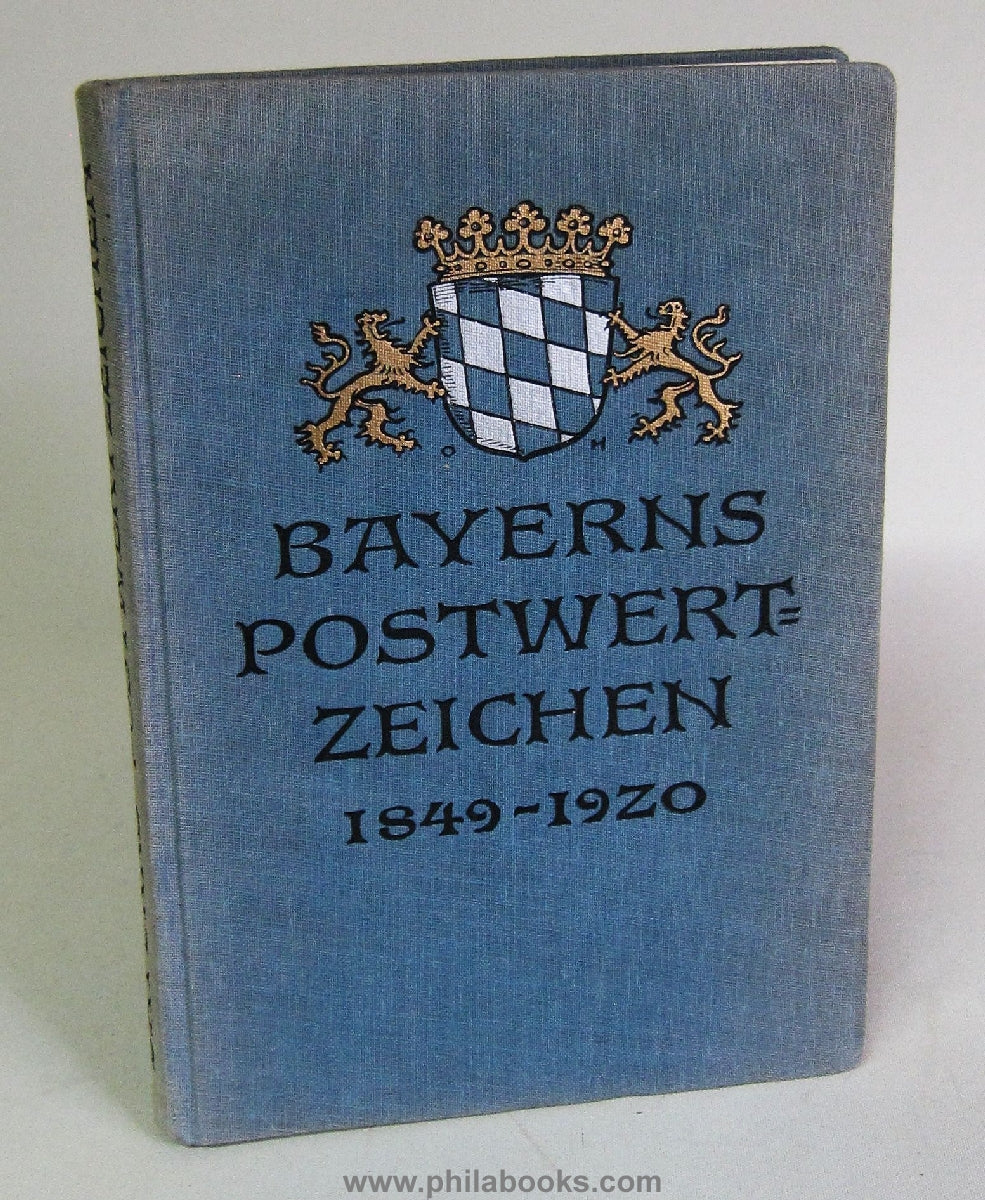 O M
BAYERNS
POSTWERT=
ZEICHEN
1849-1920
www.philabooks.com